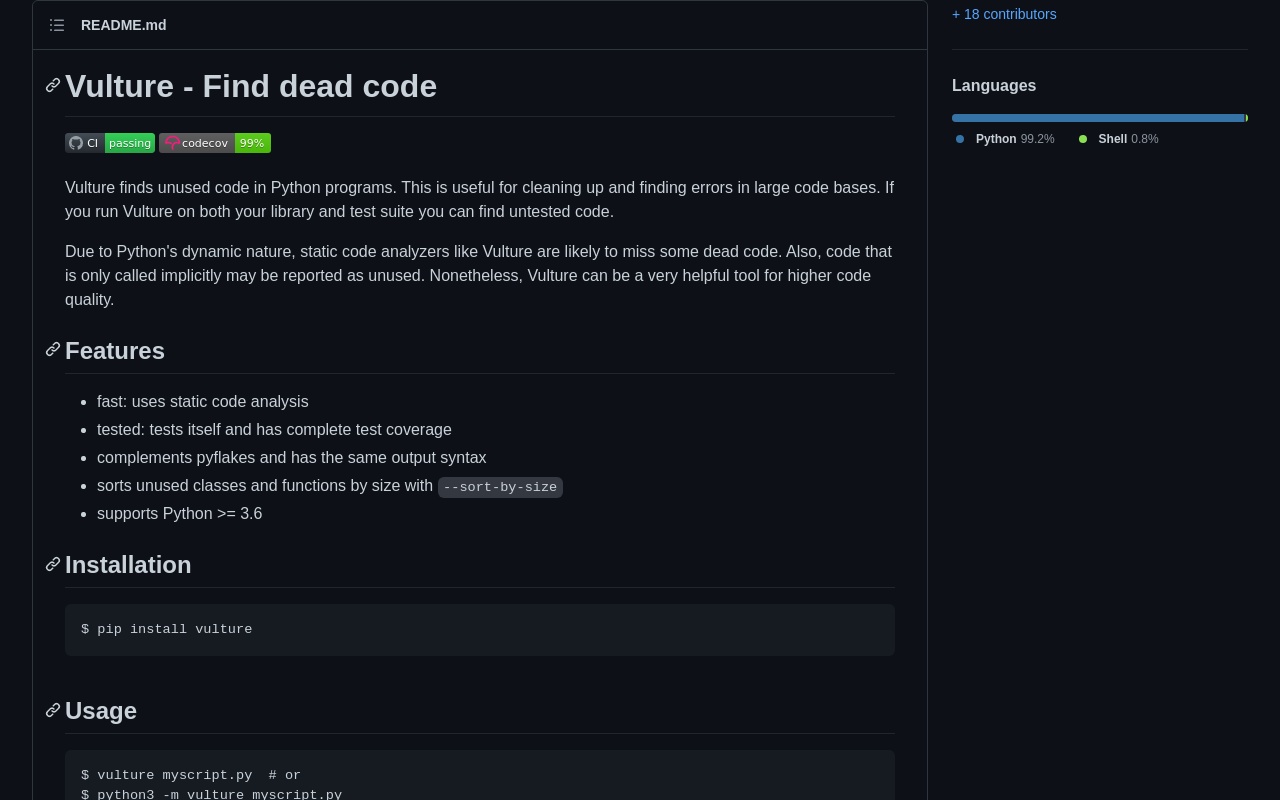 README.md
Vulture - Find dead code
CI passing codecov 99%
Vulture finds unused code in Python programs. This is useful for cleaning up and finding errors in large code bases. If
you run Vulture on both your library and test suite you can find untested code.
Due to Python's dynamic nature, static code analyzers like Vulture are likely to miss some dead code. Also, code that
is only called implicitly may be reported as unused. Nonetheless, Vulture can be a very helpful tool for higher code
quality.
Features
fast: uses static code analysis
tested: tests itself and has complete test coverage
complements pyflakes and has the same output syntax
sorts unused classes and functions by size with --sort-by-size
supports Python >= 3.6
Installation
$ pip install vulture
Usage
$ vulture myscript.py  # or
$ python3 -m vulture myscript.py
+ 18 contributors
Languages
Python 99.2% Shell 0.8%